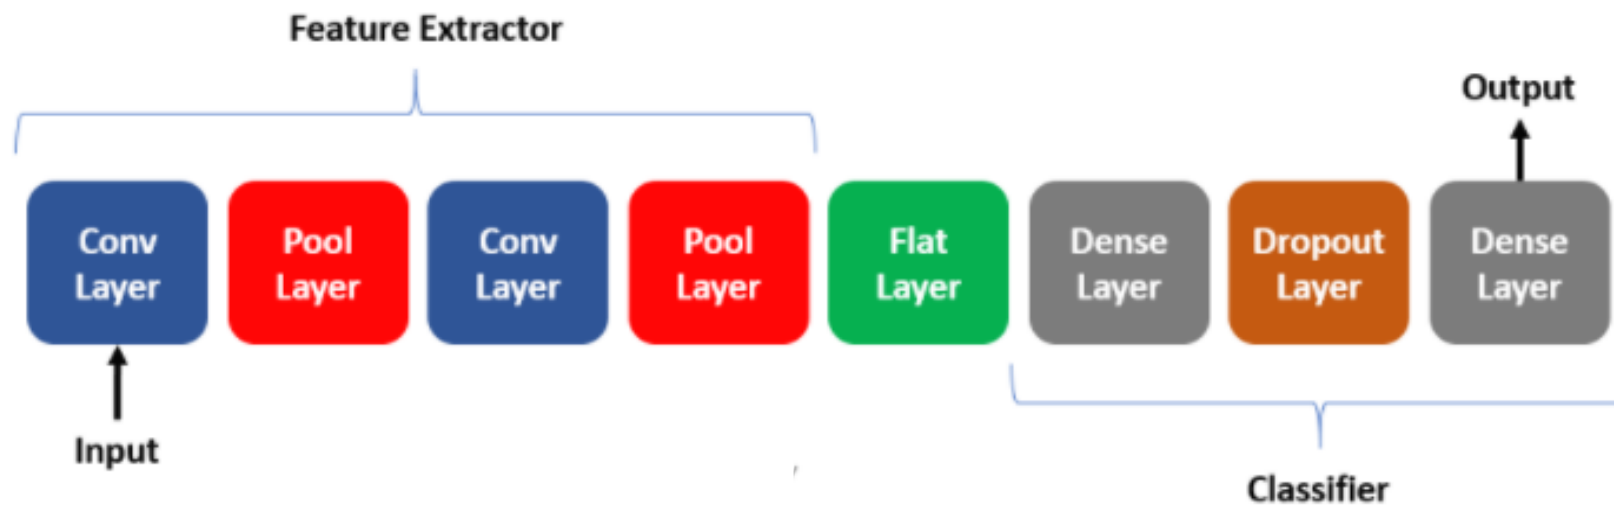 Feature Extractor
Output
Conv
Layer
Pool
Layer
Conv
Layer
Pool
Layer
Flat
Layer
Dense
Layer
Dropout
Layer
Dense
Layer
Input
Classifier